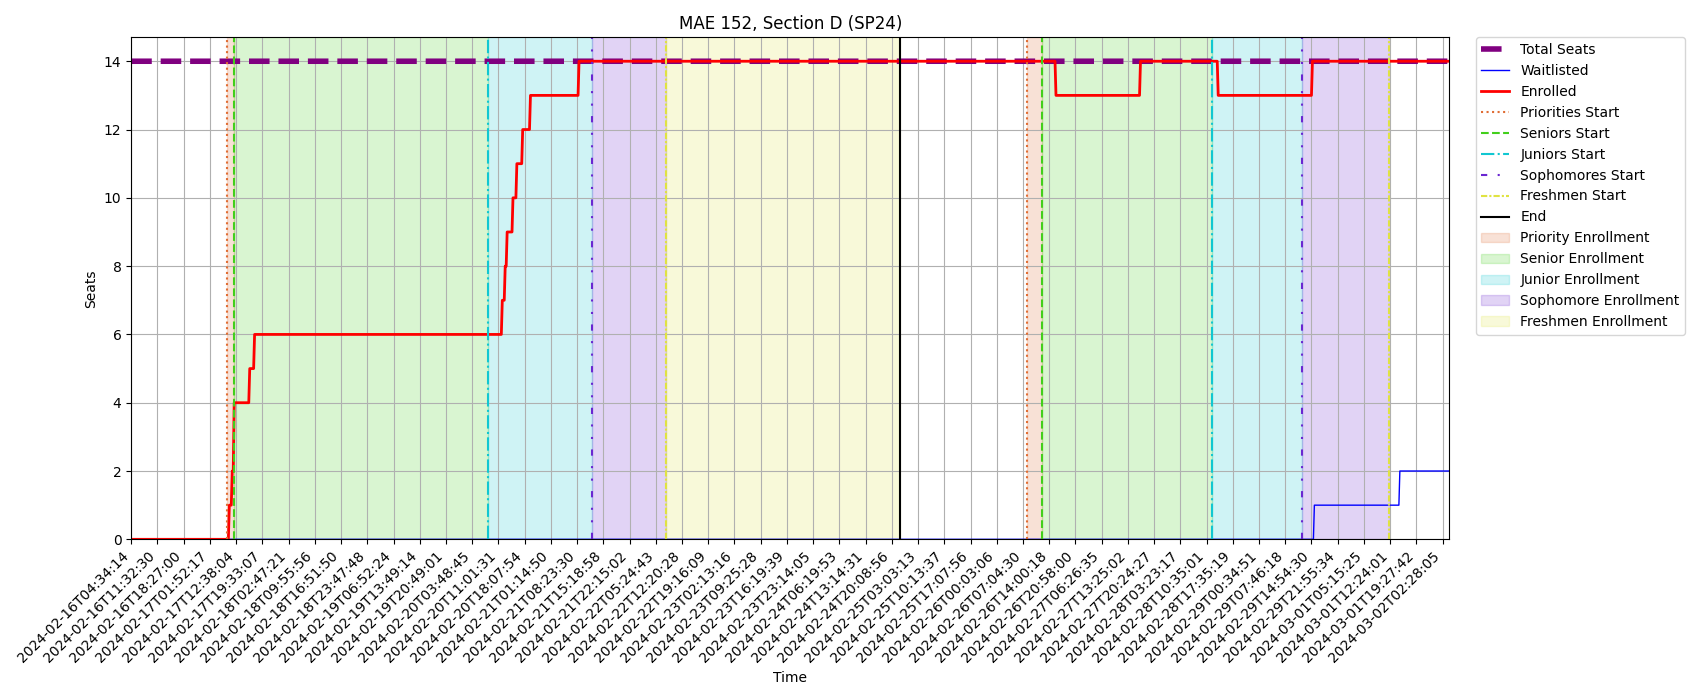 MAE 152, Section D (SP24)
Seats
14
12
10
8
6
4
2
0
2024-02-16T04:34:14
2024-02-16T11:32:30
2024-02-16T18:27:00
2024-02-17T01:52:17
2024-02-17T12:38:04
2024-02-17T19:33:07
2024-02-18T02:47:21
2024-02-18T09:55:56
2024-02-18T16:51:50
2024-02-18T23:47:48
2024-02-19T06:52:24
2024-02-19T13:49:14
2024-02-19T20:49:01
2024-02-20T03:48:45
2024-02-20T11:01:31
2024-02-20T18:07:54
2024-02-21T01:14:50
2024-02-21T08:23:30
2024-02-21T15:18:58
2024-02-21T22:15:02
2024-02-22T05:24:43
2024-02-22T12:20:28
2024-02-22T19:16:09
2024-02-23T02:13:16
2024-02-23T09:25:28
2024-02-23T16:19:39
2024-02-23T23:14:05
2024-02-24T06:19:53
2024-02-24T13:14:31
2024-02-24T20:08:56
2024-02-25T03:03:13
2024-02-25T10:13:37
2024-02-25T17:07:56
2024-02-26T00:03:06
2024-02-26T07:04:30
2024-02-26T14:00:18
2024-02-26T20:58:00
2024-02-27T06:26:35
2024-02-27T13:25:02
2024-02-27T20:24:27
2024-02-28T03:23:17
2024-02-28T10:35:01
2024-02-28T17:35:19
2024-02-29T00:34:51
2024-02-29T07:46:18
2024-02-29T14:54:30
2024-02-29T21:55:34
2024-03-01T05:15:25
2024-03-01T12:24:01
2024-03-01T19:27:42
2024-03-02T02:28:05
Time
Total Seats
Waitlisted
Enrolled
Priorities Start
Seniors Start
Juniors Start
Sophomores Start
Freshmen Start
End
Priority Enrollment
Senior Enrollment
Junior Enrollment
Sophomore Enrollment
Freshmen Enrollment